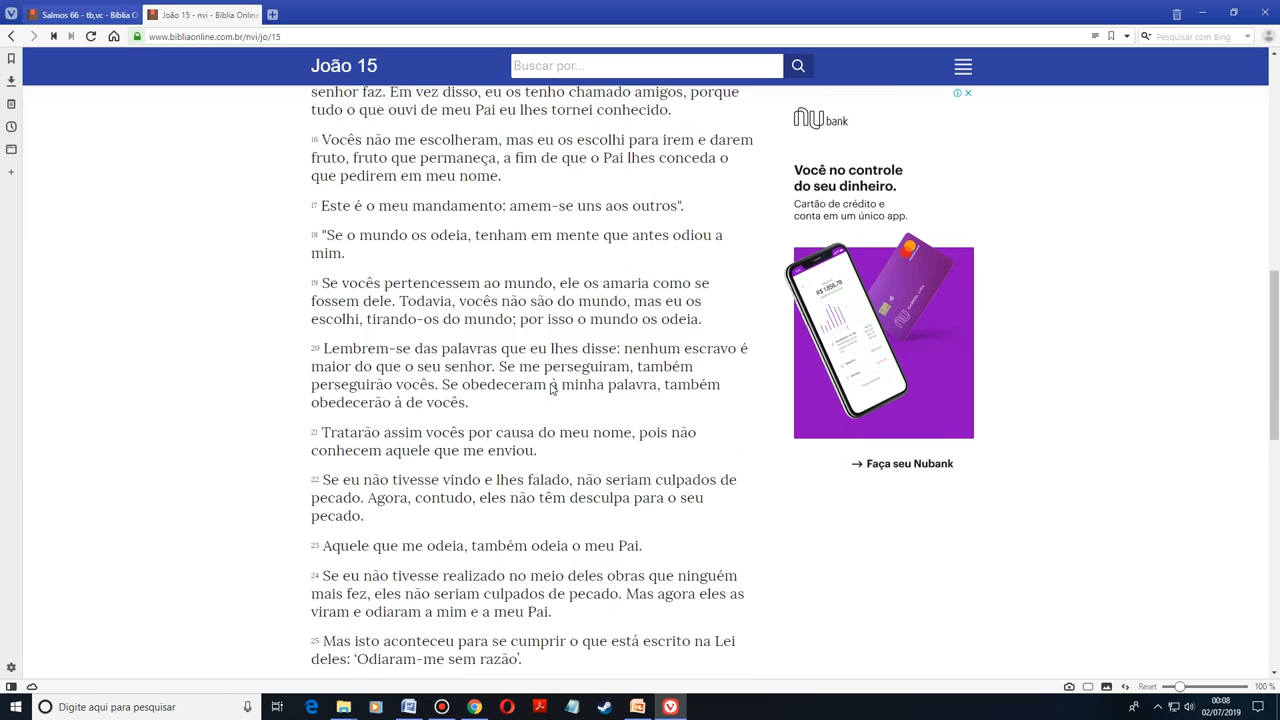 Salmos 66 - tb,vc - Bíblia O
João 15 - nvi - Bíblia Onlin
www.bibliaonline.com.br/nvi/jo/15
Pesquisar com Bing
João 15
Buscar por...
senhor faz. Em vez disso, eu os tenho chamado amigos, porque
tudo o que ouvi de meu Pai eu lhes tornei conhecido.
16 Vocês não me escolheram, mas eu os escolhi para irem e darem
fruto, fruto que permaneça, a fim de que o Pai lhes conceda o
que pedirem em meu nome.
17 Este é o meu mandamento: amem-se uns aos outros".
18 "Se o mundo os odeia, tenham em mente que antes odiou a
mim.
19 Se vocês pertencessem ao mundo, ele os amaria como se
fossem dele. Todavia, vocês não são do mundo, mas eu os
escolhi, tirando-os do mundo; por isso o mundo os odeia.
20 Lembrem-se das palavras que eu lhes disse: nenhum escravo é
maior do que o seu senhor. Se me perseguiram, também
perseguirão vocês. Se obedeceram à minha palavra, também
obedecerão à de vocês.
21 Tratarão assim vocês por causa do meu nome, pois não
conhecem aquele que me enviou.
22 Se eu não tivesse vindo e lhes falado, não seriam culpados de
pecado. Agora, contudo, eles não têm desculpa para o seu
pecado.
23 Aquele que me odeia, também odeia o meu Pai.
24 Se eu não tivesse realizado no meio deles obras que ninguém
mais fez, eles não seriam culpados de pecado. Mas agora eles as
viram e odiaram a mim e a meu Pai.
25 Mas isto aconteceu para se cumprir o que está escrito na Lei
deles: ‘Odiaram-me sem razão’.
nu bank
Você no controle
do seu dinheiro.
Cartão de crédito e
conta em um único app.
R$ 1.856,78
nu
→ Faça seu Nubank
Reset
100 %
Digite aqui para pesquisar
00:08
02/07/2019